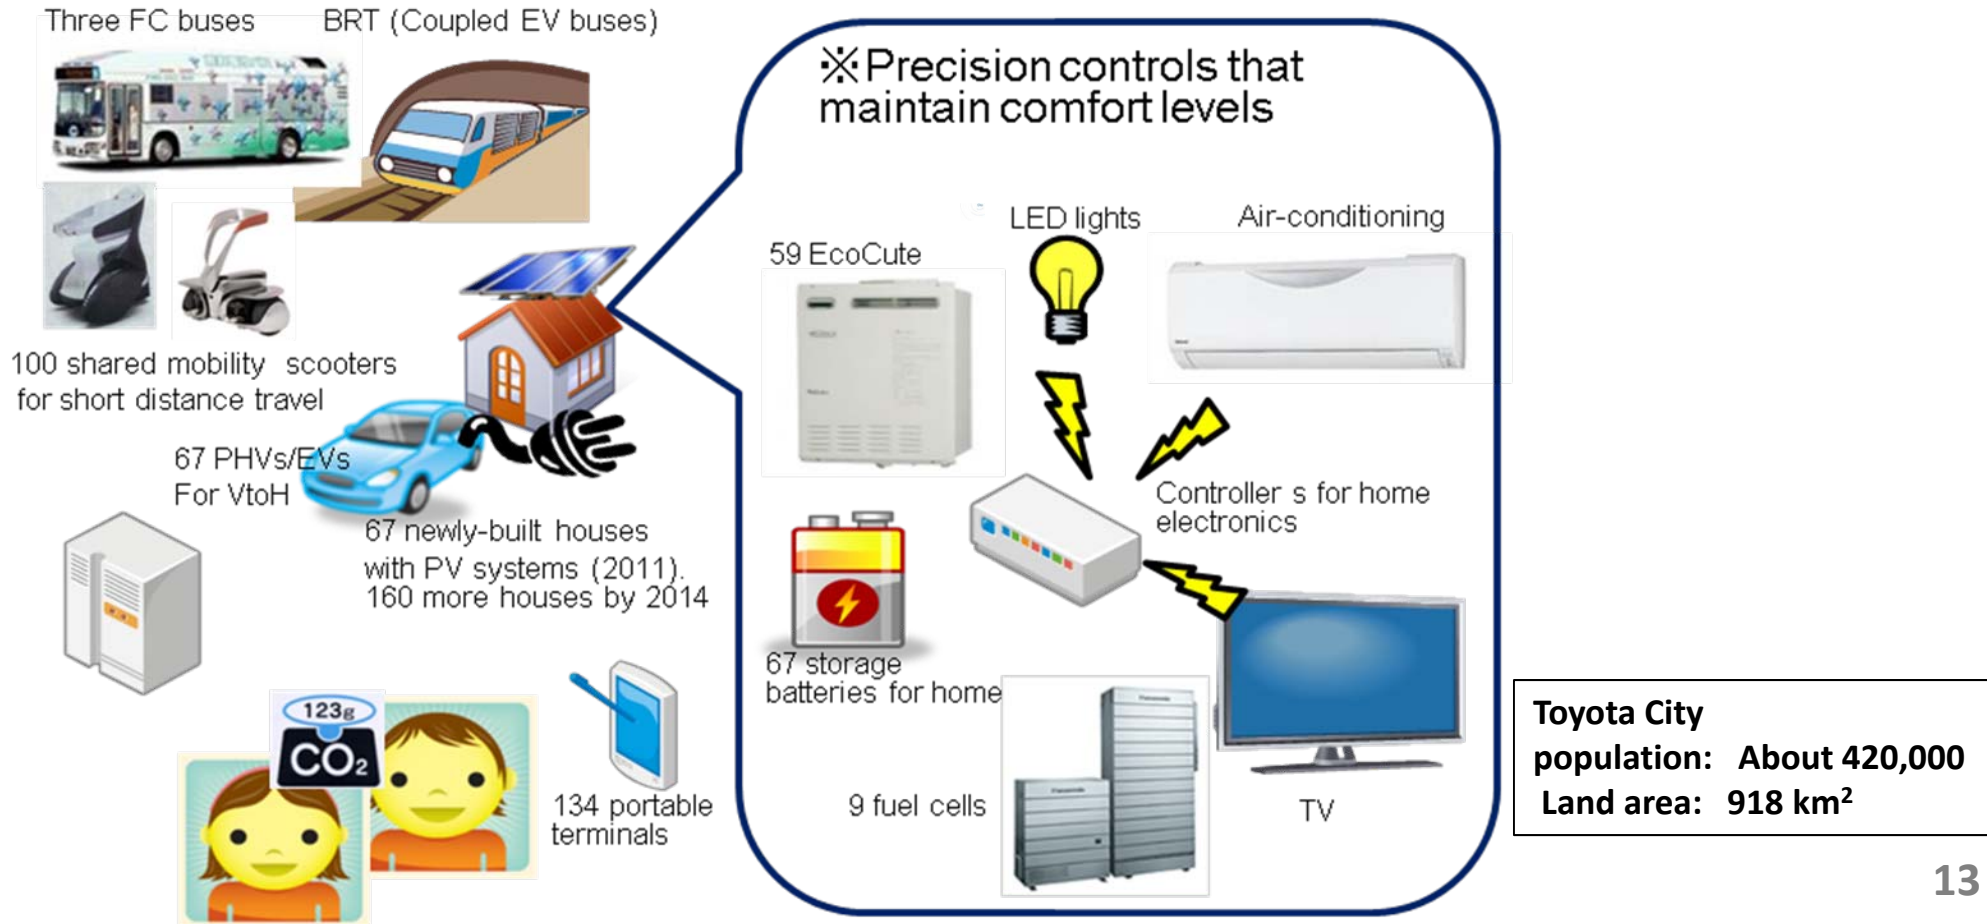 Three FC buses
BRT (Coupled EV buses)
※Precision controls that
maintain comfort levels
LED lights
Air-conditioning
59 EcoCute
100 shared mobility scooters
for short distance travel
67 PHVs/EVs
For VtoH
Controller s for home
electronics
67 newly-built houses
with PV systems (2011).
160 more houses by 2014
67 storage
batteries for home
123g
CO2
134 portable
terminals
9 fuel cells
Panasonic
Panasonic
TV
Toyota City
population: About 420,000
Land area: 918 km²
13